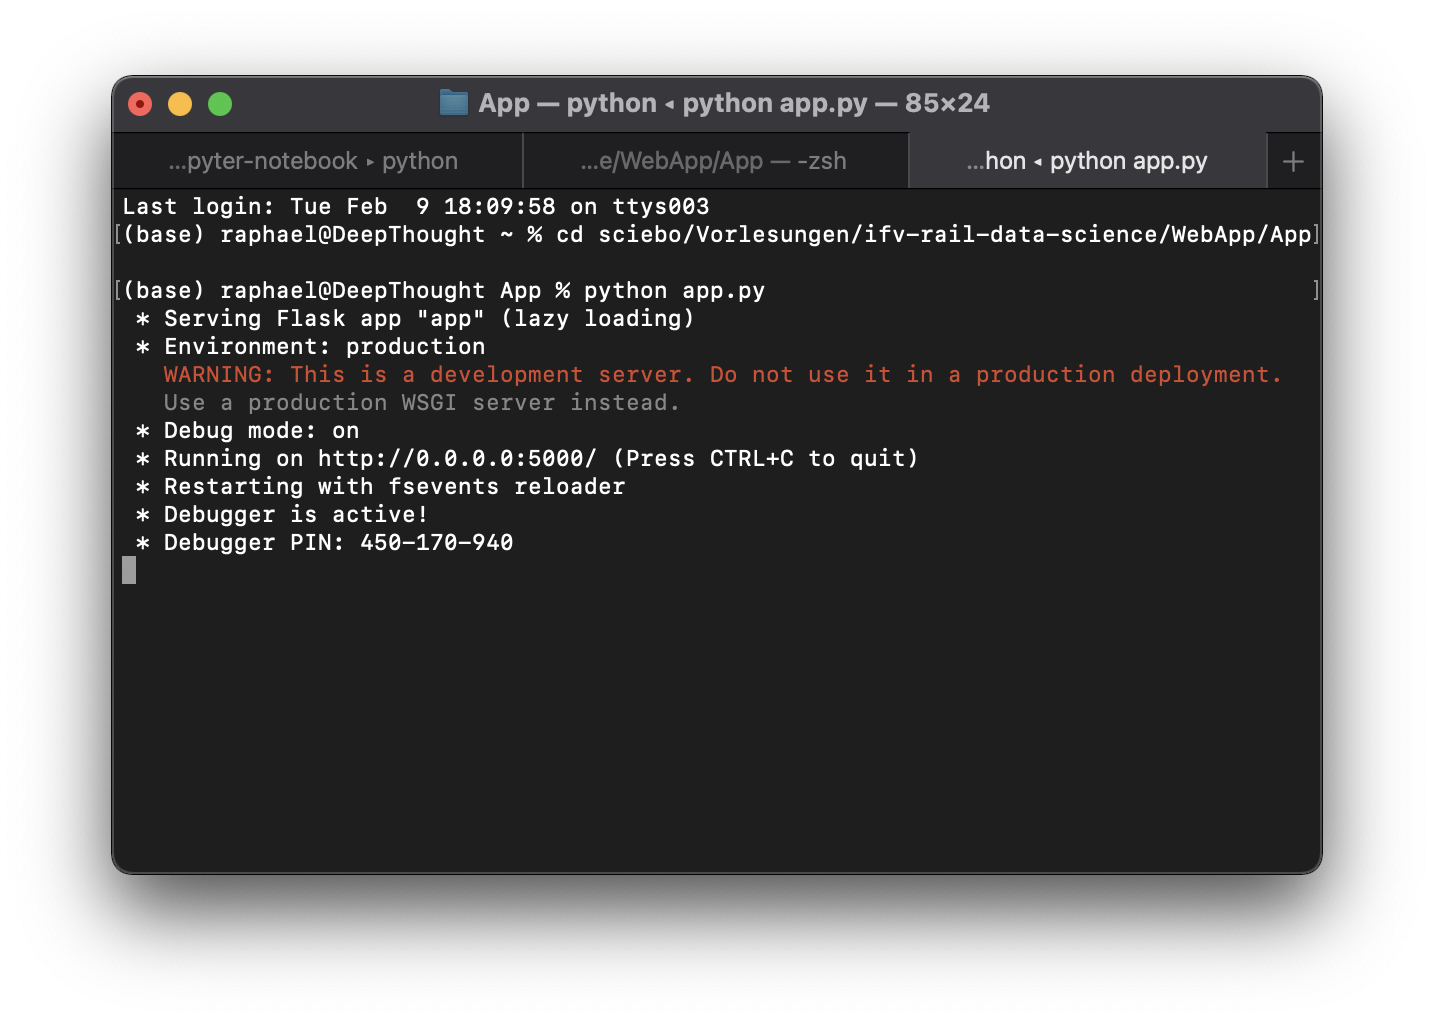 App — python ◂ python app.py — 85×24
...pyter-notebook ▸ python
...e/WebApp/App — -zsh
...hon ◂ python app.py
+
Last login: Tue Feb  9 18:09:58 on ttys003
[(base) raphael@DeepThought ~ % cd sciebo/Vorlesungen/ifv-rail-data-science/WebApp/App]
[(base) raphael@DeepThought App % python app.py ]
 * Serving Flask app "app" (lazy loading)
 * Environment: production
   WARNING: This is a development server. Do not use it in a production deployment.
   Use a production WSGI server instead.
 * Debug mode: on
 * Running on http://0.0.0.0:5000/ (Press CTRL+C to quit)
 * Restarting with fsevents reloader
 * Debugger is active!
 * Debugger PIN: 450-170-940